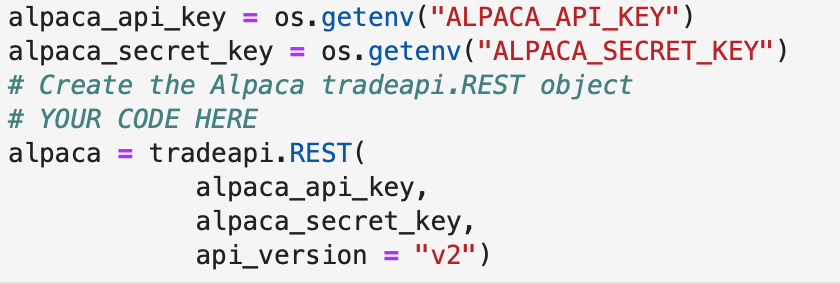 alpaca_api_key = os.getenv("ALPACA_API_KEY")
alpaca_secret_key = os.getenv("ALPACA_SECRET_KEY")
# Create the Alpaca tradeapi.REST object
# YOUR CODE HERE
alpaca = tradeapi.REST(
            alpaca_api_key,
            alpaca_secret_key,
            api_version = "v2")